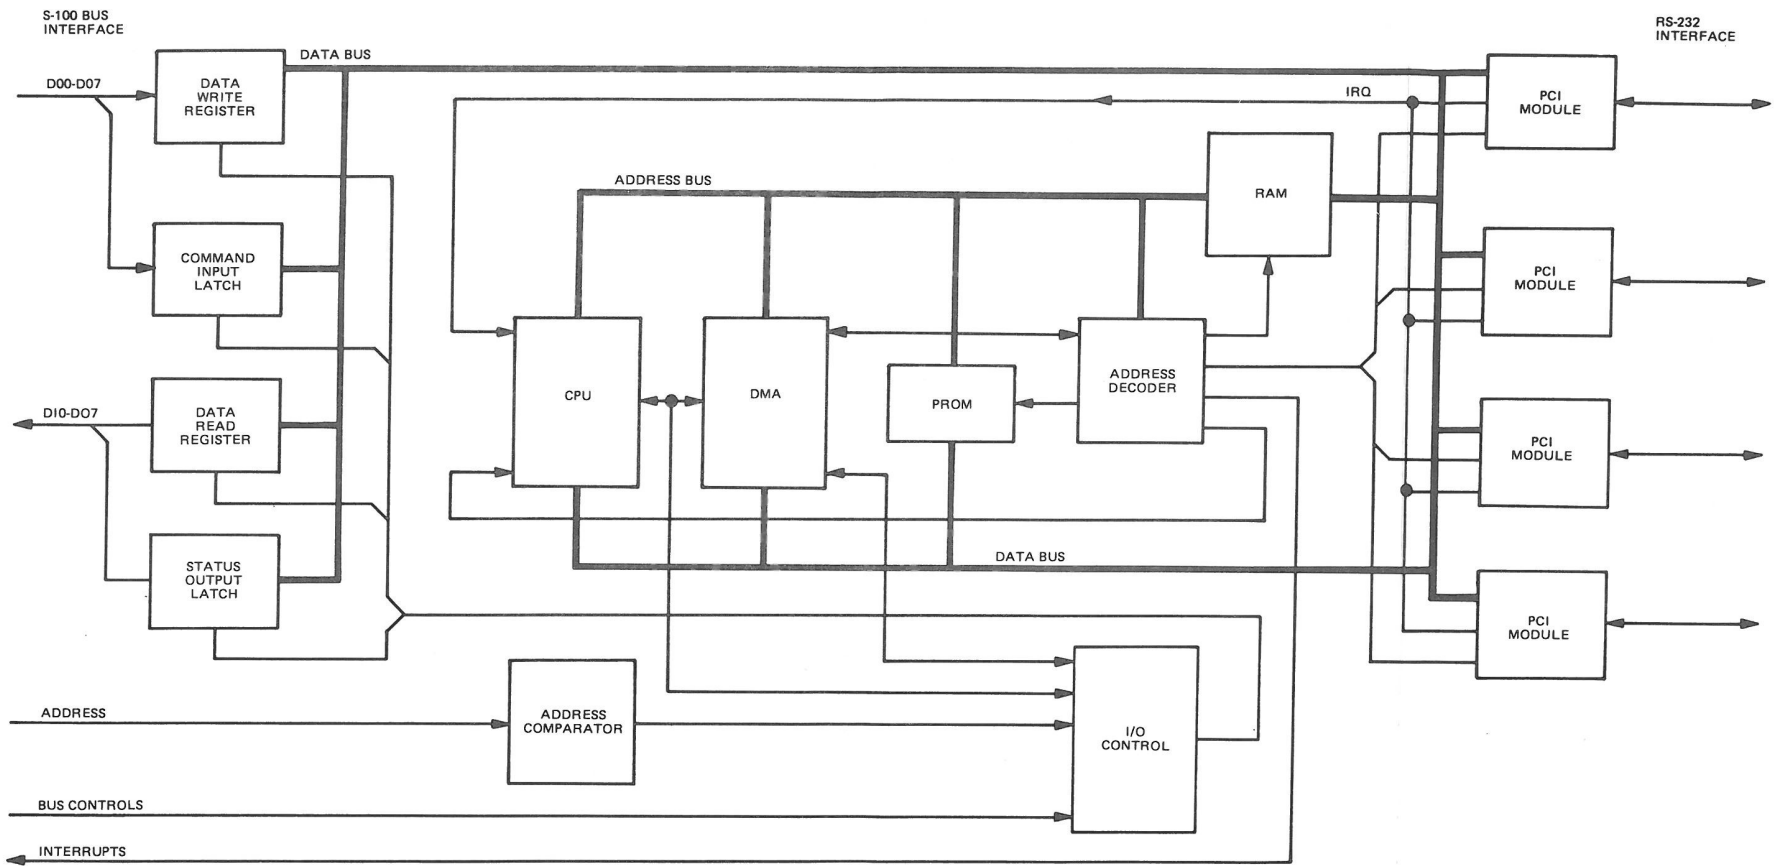 S-100 BUS
INTERFACE
RS-232
INTERFACE
DATA BUS
D00-D07
DATA
WRITE
REGISTER
IRQ
PCI
MODULE
ADDRESS BUS
RAM
COMMAND
INPUT
LATCH
PCI
MODULE
CPU
DMA
PROM
ADDRESS
DECODER
DI0-DO7
DATA
READ
REGISTER
PCI
MODULE
STATUS
OUTPUT
LATCH
DATA BUS
PCI
MODULE
ADDRESS
ADDRESS
COMPARATOR
I/O
CONTROL
BUS CONTROLS
INTERRUPTS